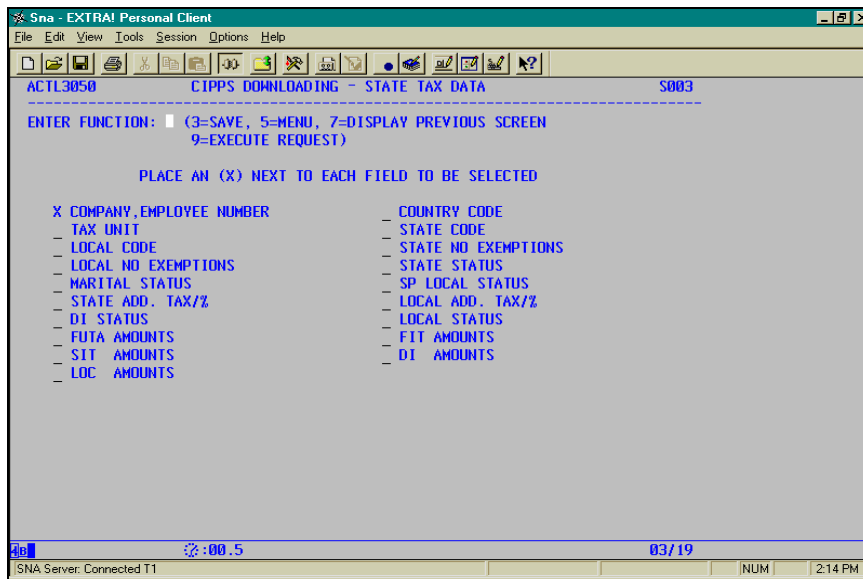 Sna - EXTRA! Personal Client
File Edit View Tools Session Options Help
ACTL3050 CIPPS DOWNLOADING - STATE TAX DATA S003
--------------------------------------------------------------------------------
ENTER FUNCTION: (3=SAVE, 5=MENU, 7=DISPLAY PREVIOUS SCREEN
9=EXECUTE REQUEST)
PLACE AN (X) NEXT TO EACH FIELD TO BE SELECTED
X COMPANY,EMPLOYEE NUMBER _ COUNTRY CODE
_ TAX UNIT _ STATE CODE
_ LOCAL CODE _ STATE NO EXEMPTIONS
_ LOCAL NO EXEMPTIONS _ STATE STATUS
_ MARITAL STATUS _ SP LOCAL STATUS
_ STATE ADD. TAX/% _ LOCAL ADD. TAX/%
_ DI STATUS _ LOCAL STATUS
_ FUTA AMOUNTS _ FIT AMOUNTS
_ SIT AMOUNTS _ DI AMOUNTS
_ LOC AMOUNTS
4B :00.5 03/19
SNA Server: Connected T1 NUM 2:14 PM